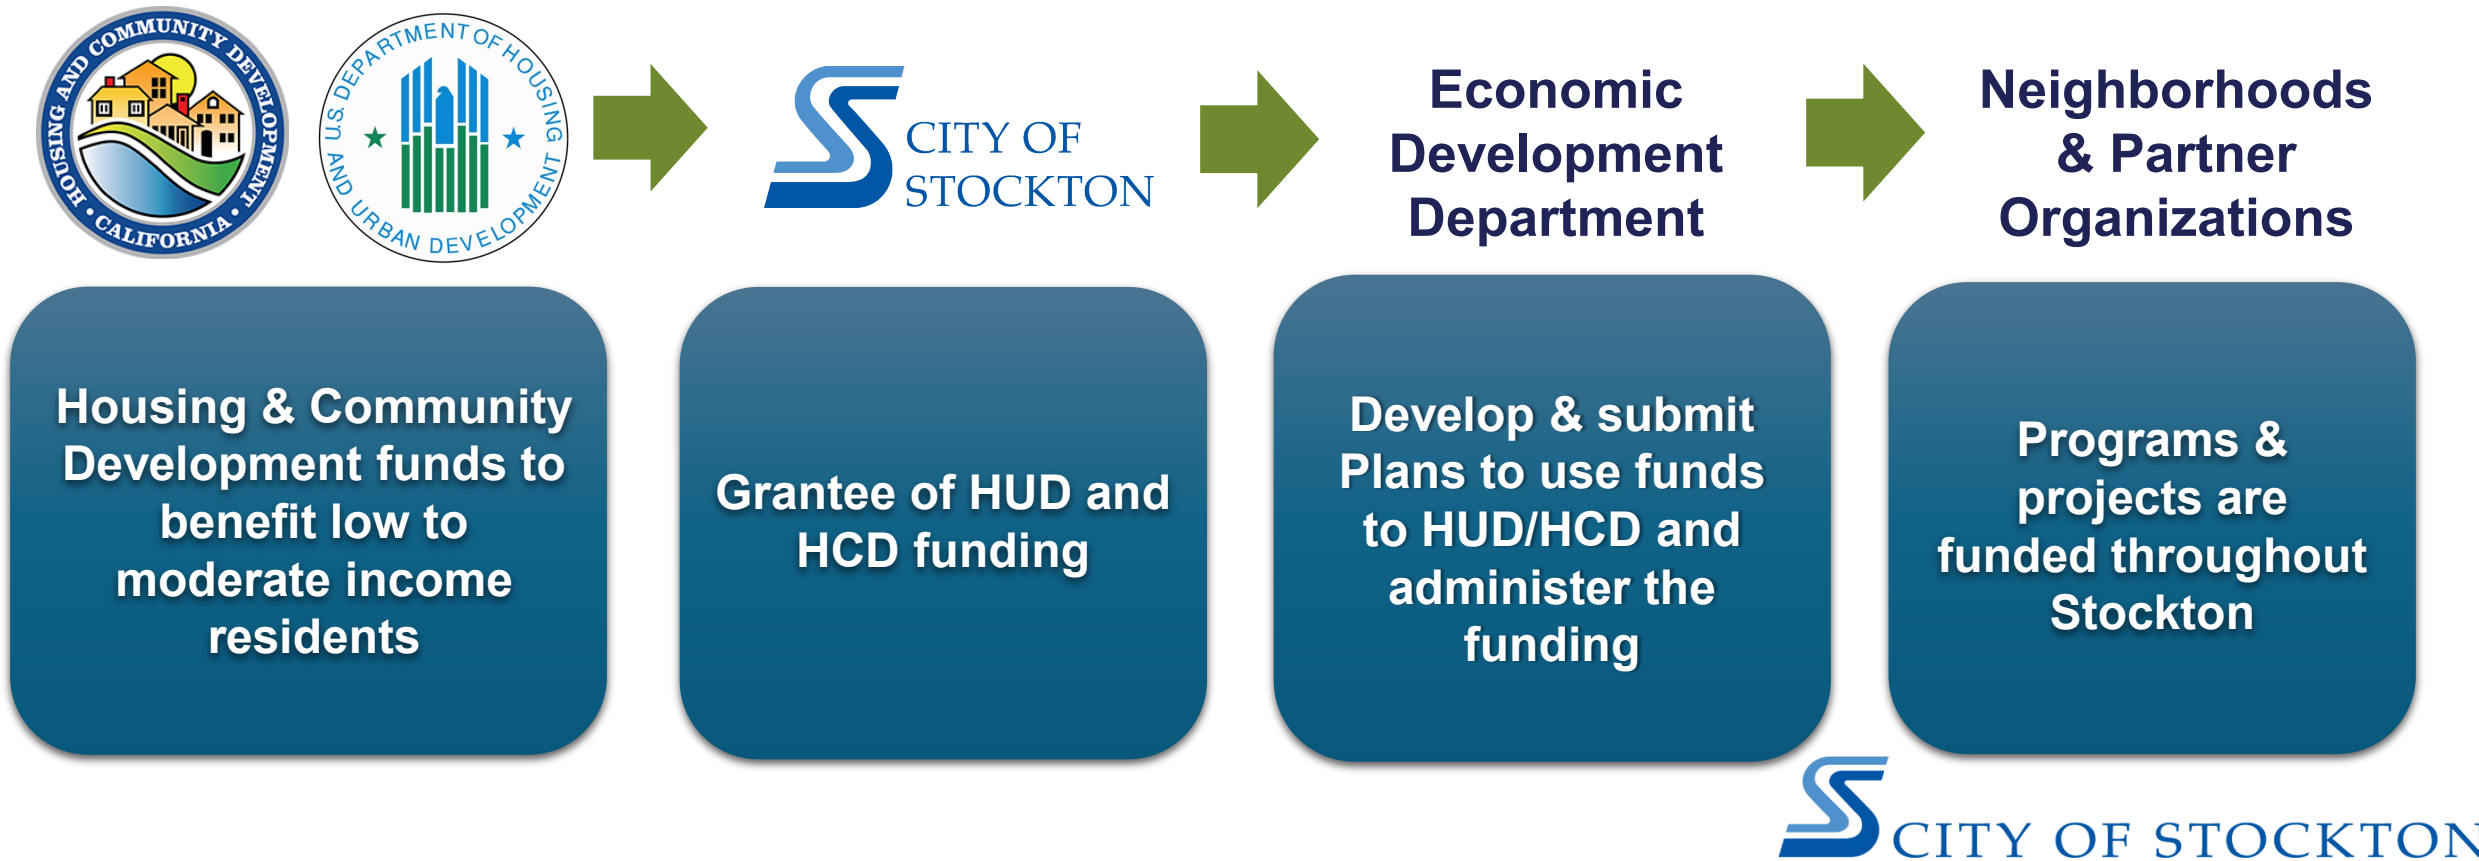 HOUSING AND COMMUNITY DEVELOPMENT
• CALIFORNIA •
U.S. DEPARTMENT OF HOUSING
AND URBAN DEVELOPMENT
CITY OF
STOCKTON
Economic
Development
Department
Neighborhoods
& Partner
Organizations
Housing & Community
Development funds to
benefit low to
moderate income
residents
Grantee of HUD and
HCD funding
Develop & submit
Plans to use funds
to HUD/HCD and
administer the
funding
Programs &
projects are
funded throughout
Stockton
CITY OF STOCKTON